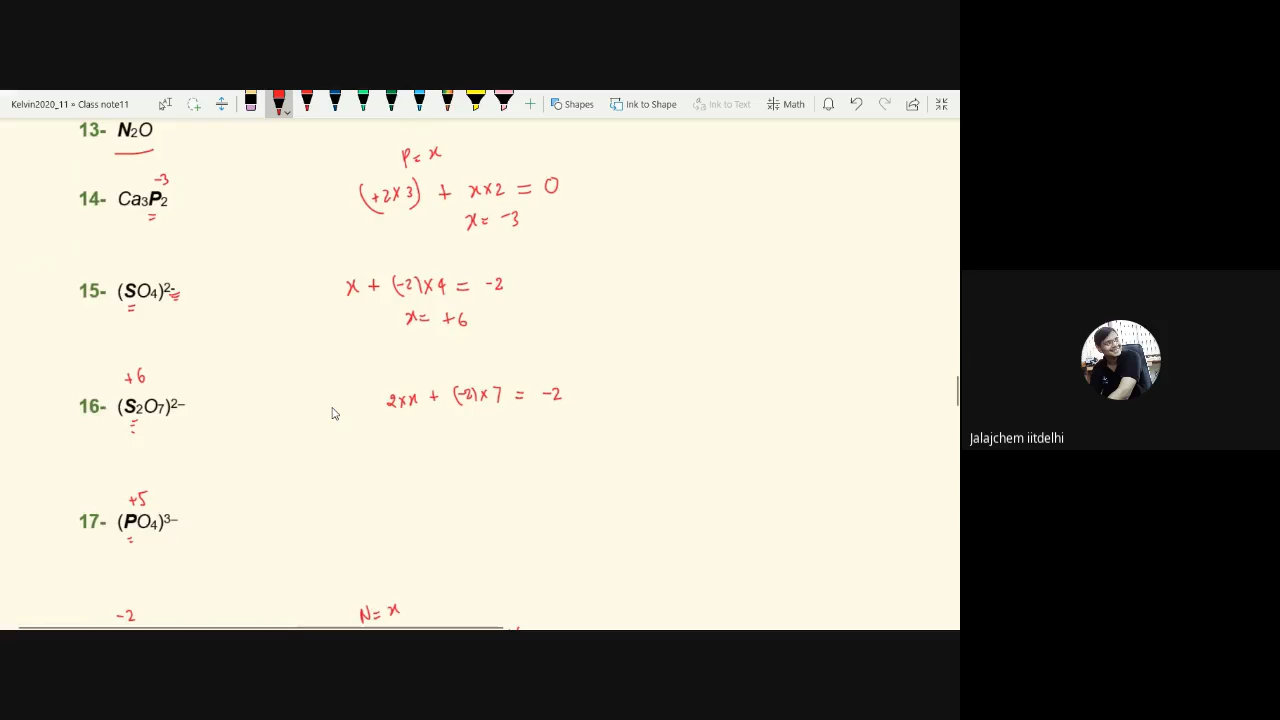 Kelvin2020_11 » Class note11
Shapes
Ink to Shape
Ink to Text
Math
13- N₂O
P = x
14- Ca₃P₂
-3
(+2×3) + x×2 = 0
x = -3
15- (SO₄)²⁻
x + (-2)×4 = -2
x = +6
+6
16- (S₂O₇)²⁻
2×x + (-2)×7 = -2
+5
17- (PO₄)³⁻
-2
N = x
Jalajchem iitdelhi